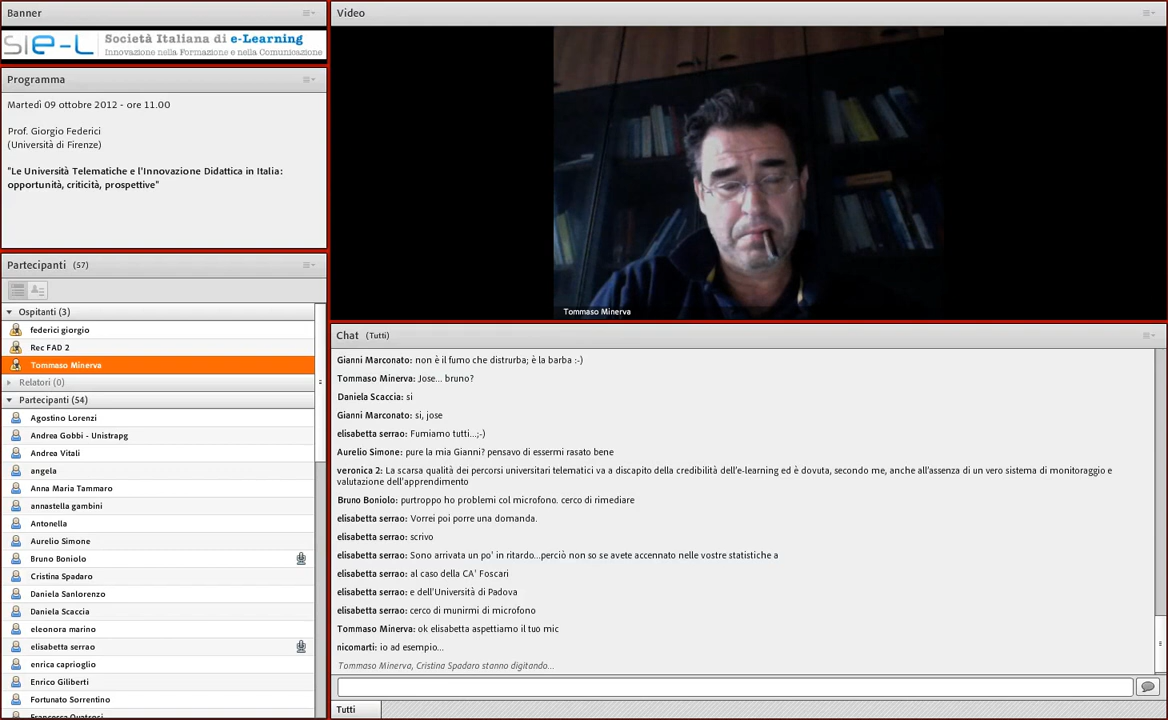 Banner
sie-L Società Italiana di e-Learning
Innovazione nella Formazione e nella Comunicazione
Programma
Martedì 09 ottobre 2012 - ore 11.00
Prof. Giorgio Federici
(Università di Firenze)
"Le Università Telematiche e l'Innovazione Didattica in Italia:
opportunità, criticità, prospettive"
Partecipanti (57)
Ospitanti (3)
federici giorgio
Rec FAD 2
Tommaso Minerva
Relatori (0)
Partecipanti (54)
Agostino Lorenzi
Andrea Gobbi - Unistrapg
Andrea Vitali
angela
Anna Maria Tammaro
annastella gambini
Antonella
Aurelio Simone
Bruno Boniolo
Cristina Spadaro
Daniela Sanlorenzo
Daniela Scaccia
eleonora marino
elisabetta serrao
enrica caprioglio
Enrico Giliberti
Fortunato Sorrentino
Video
Tommaso Minerva
Chat (Tutti)
Gianni Marconato: non è il fumo che distrurba; è la barba :-)
Tommaso Minerva: Jose... bruno?
Daniela Scaccia: si
Gianni Marconato: si, jose
elisabetta serrao: Fumiamo tutti...;-)
Aurelio Simone: pure la mia Gianni? pensavo di essermi rasato bene
veronica 2: La scarsa qualità dei percorsi universitari telematici va a discapito della credibilità dell'e-learning ed è dovuta, secondo me, anche all'assenza di un vero sistema di monitoraggio e
valutazione dell'apprendimento
Bruno Boniolo: purtroppo ho problemi col microfono. cerco di rimediare
elisabetta serrao: Vorrei poi porre una domanda.
elisabetta serrao: scrivo
elisabetta serrao: Sono arrivata un po' in ritardo...perciò non so se avete accennato nelle vostre statistiche a
elisabetta serrao: al caso della CA' Foscari
elisabetta serrao: e dell'Università di Padova
elisabetta serrao: cerco di munirmi di microfono
Tommaso Minerva: ok elisabetta aspettiamo il tuo mic
nicomarti: io ad esempio...
Tommaso Minerva, Cristina Spadaro stanno digitando...
Tutti